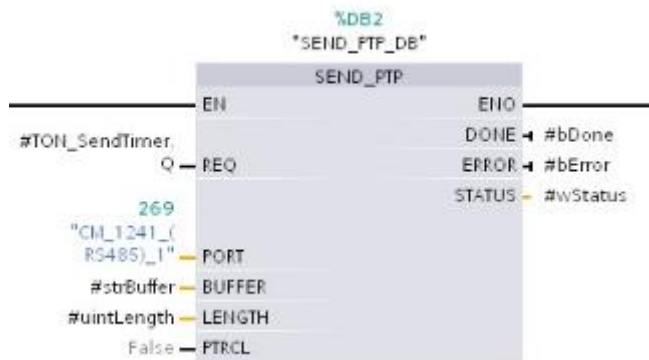 %DB2
"SEND_PTP_DB"
SEND_PTP
EN ENO
DONE #bDone
#TON_SendTimer.
Q REQ ERROR #bError
STATUS #wStatus
269
"CM_1241_(
RS485)_1" PORT
#strBuffer BUFFER
#uintLength LENGTH
False PTRCL